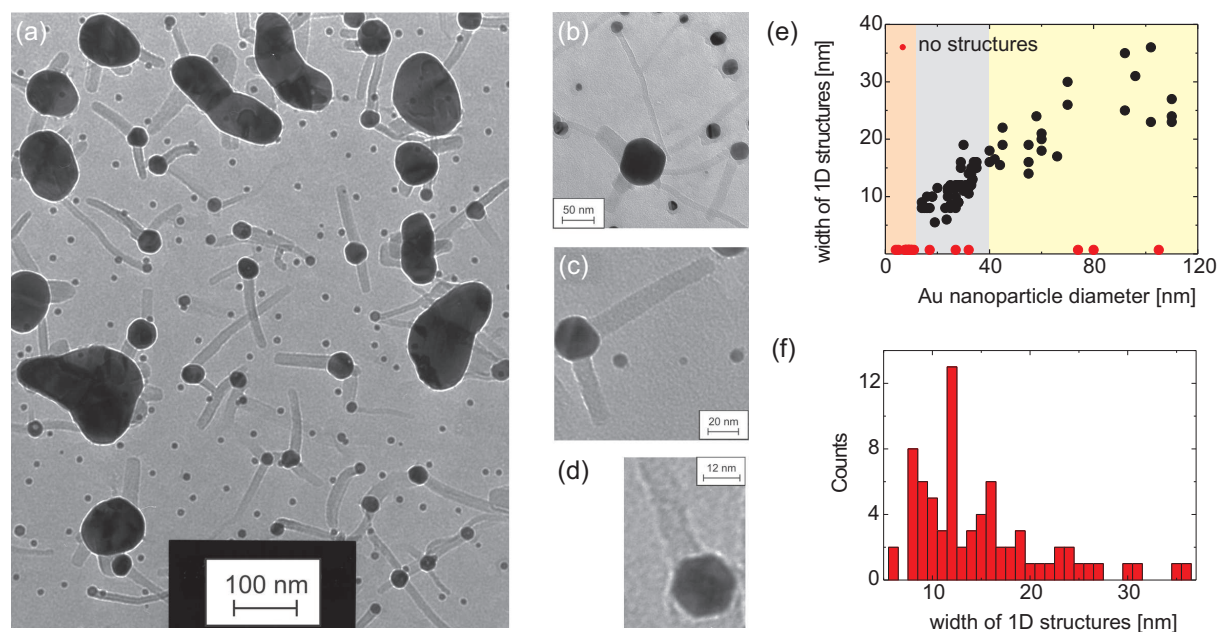 (a)
100 nm
(b)
50 nm
(c)
20 nm
(d)
12 nm
(e)
width of 1D structures [nm]
40
30
20
10
no structures
0 40 80 120
Au nanoparticle diameter [nm]
(f)
Counts
12
8
4
0
10 20 30
width of 1D structures [nm]